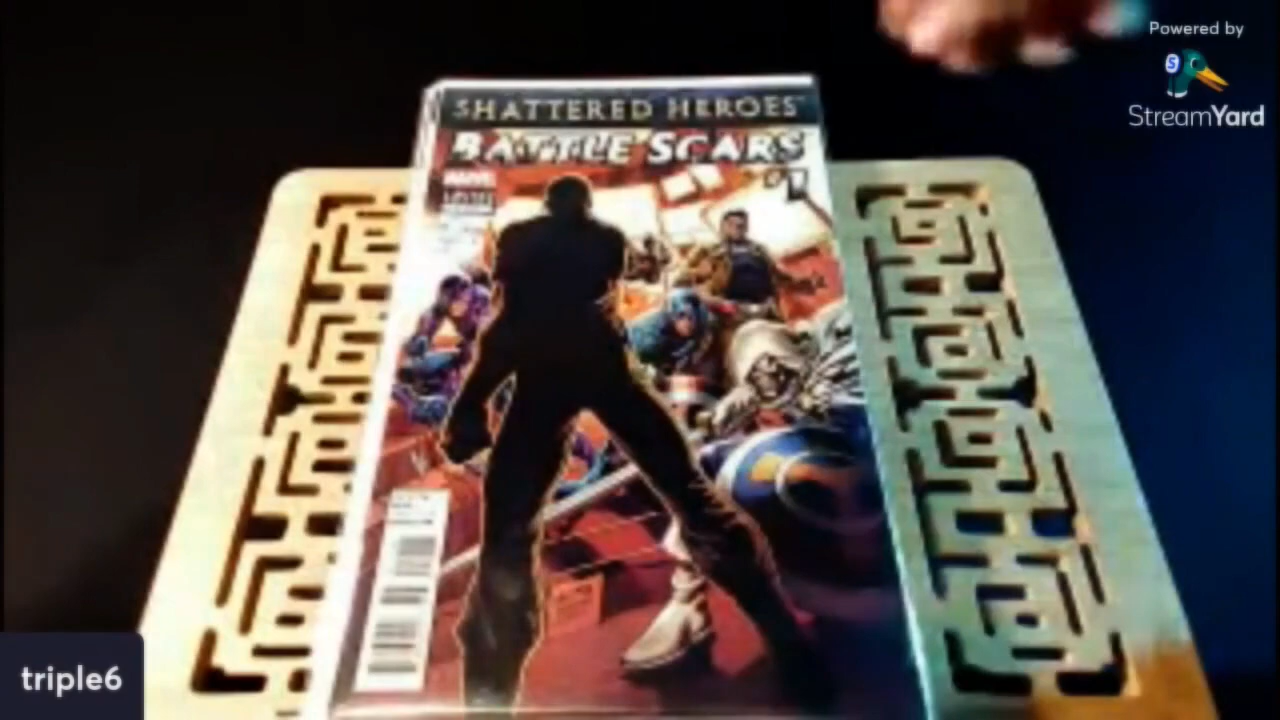 Powered by
StreamYard
SHATTERED HEROES
BATTLE SCARS
#1
MARVEL
triple6